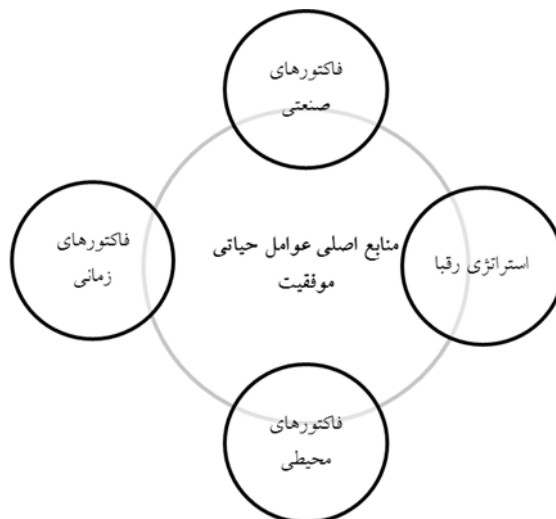 فاکتورهای
صنعتی
منابع اصلی عوامل حیاتی
موفقیت
استراتژی رقبا
فاکتورهای
زمانی
فاکتورهای
محیطی